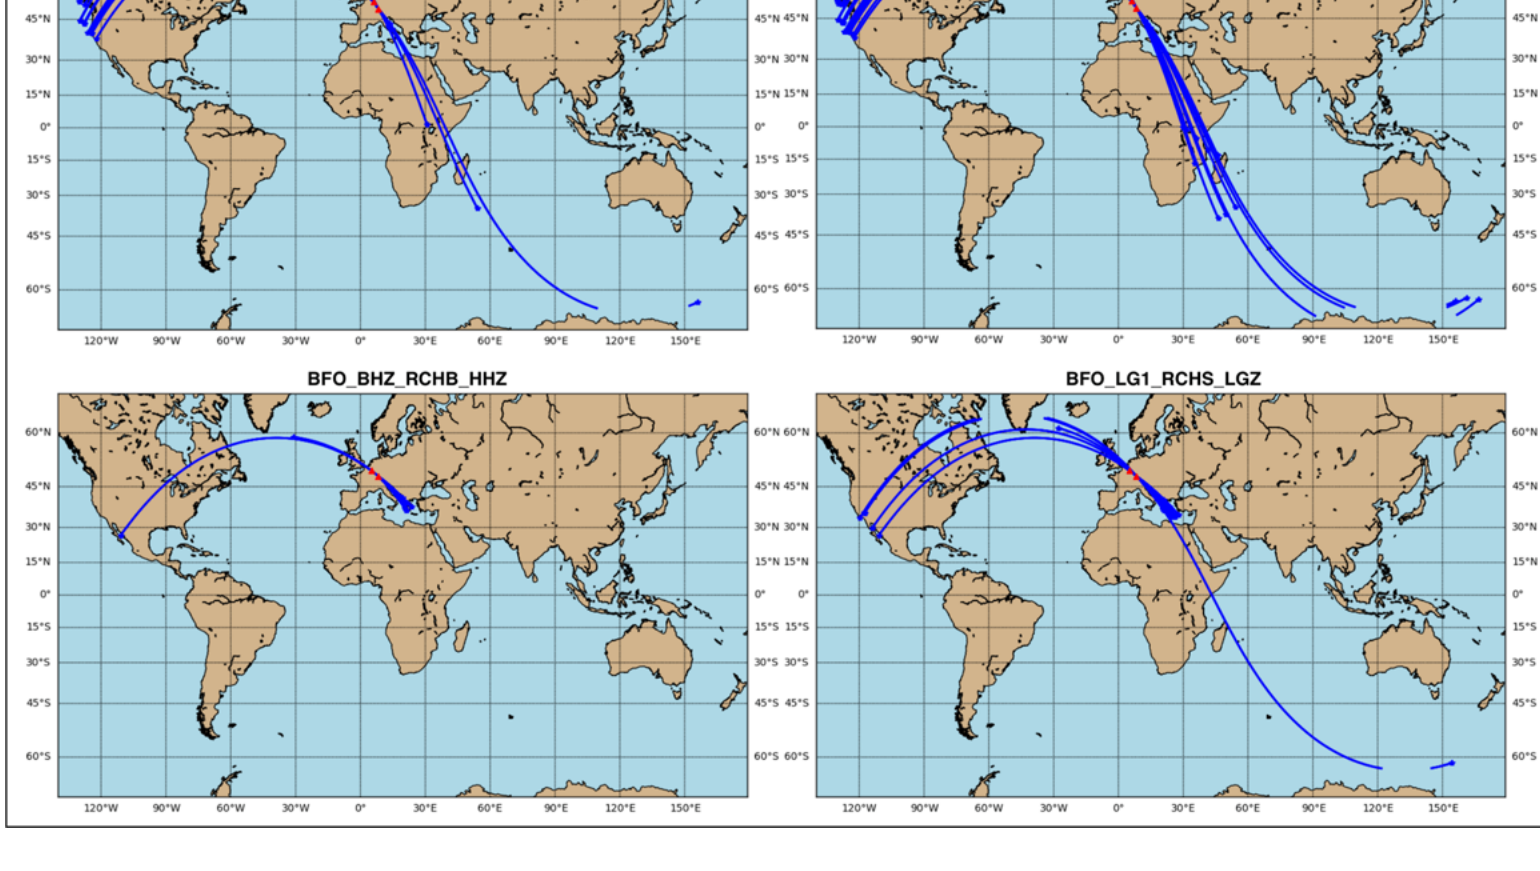 45°N 45°N 45°N
30°N 30°N 30°N
15°N 15°N 15°N
0° 0° 0° 0°
15°S 15°S 15°S 15°S
30°S 30°S 30°S 30°S
45°S 45°S 45°S 45°S
60°S 60°S 60°S 60°S
120°W 90°W 60°W 30°W 0° 30°E 60°E 90°E 120°E 150°E 120°W 90°W 60°W 30°W 0° 30°E 60°E 90°E 120°E 150°E
BFO_BHZ_RCHB_HHZ BFO_LG1_RCHS_LGZ
60°N 60°N 60°N 60°N
45°N 45°N 45°N 45°N
30°N 30°N 30°N 30°N
15°N 15°N 15°N 15°N
0° 0° 0° 0°
15°S 15°S 15°S 15°S
30°S 30°S 30°S 30°S
45°S 45°S 45°S 45°S
60°S 60°S 60°S 60°S
120°W 90°W 60°W 30°W 0° 30°E 60°E 90°E 120°E 150°E 120°W 90°W 60°W 30°W 0° 30°E 60°E 90°E 120°E 150°E